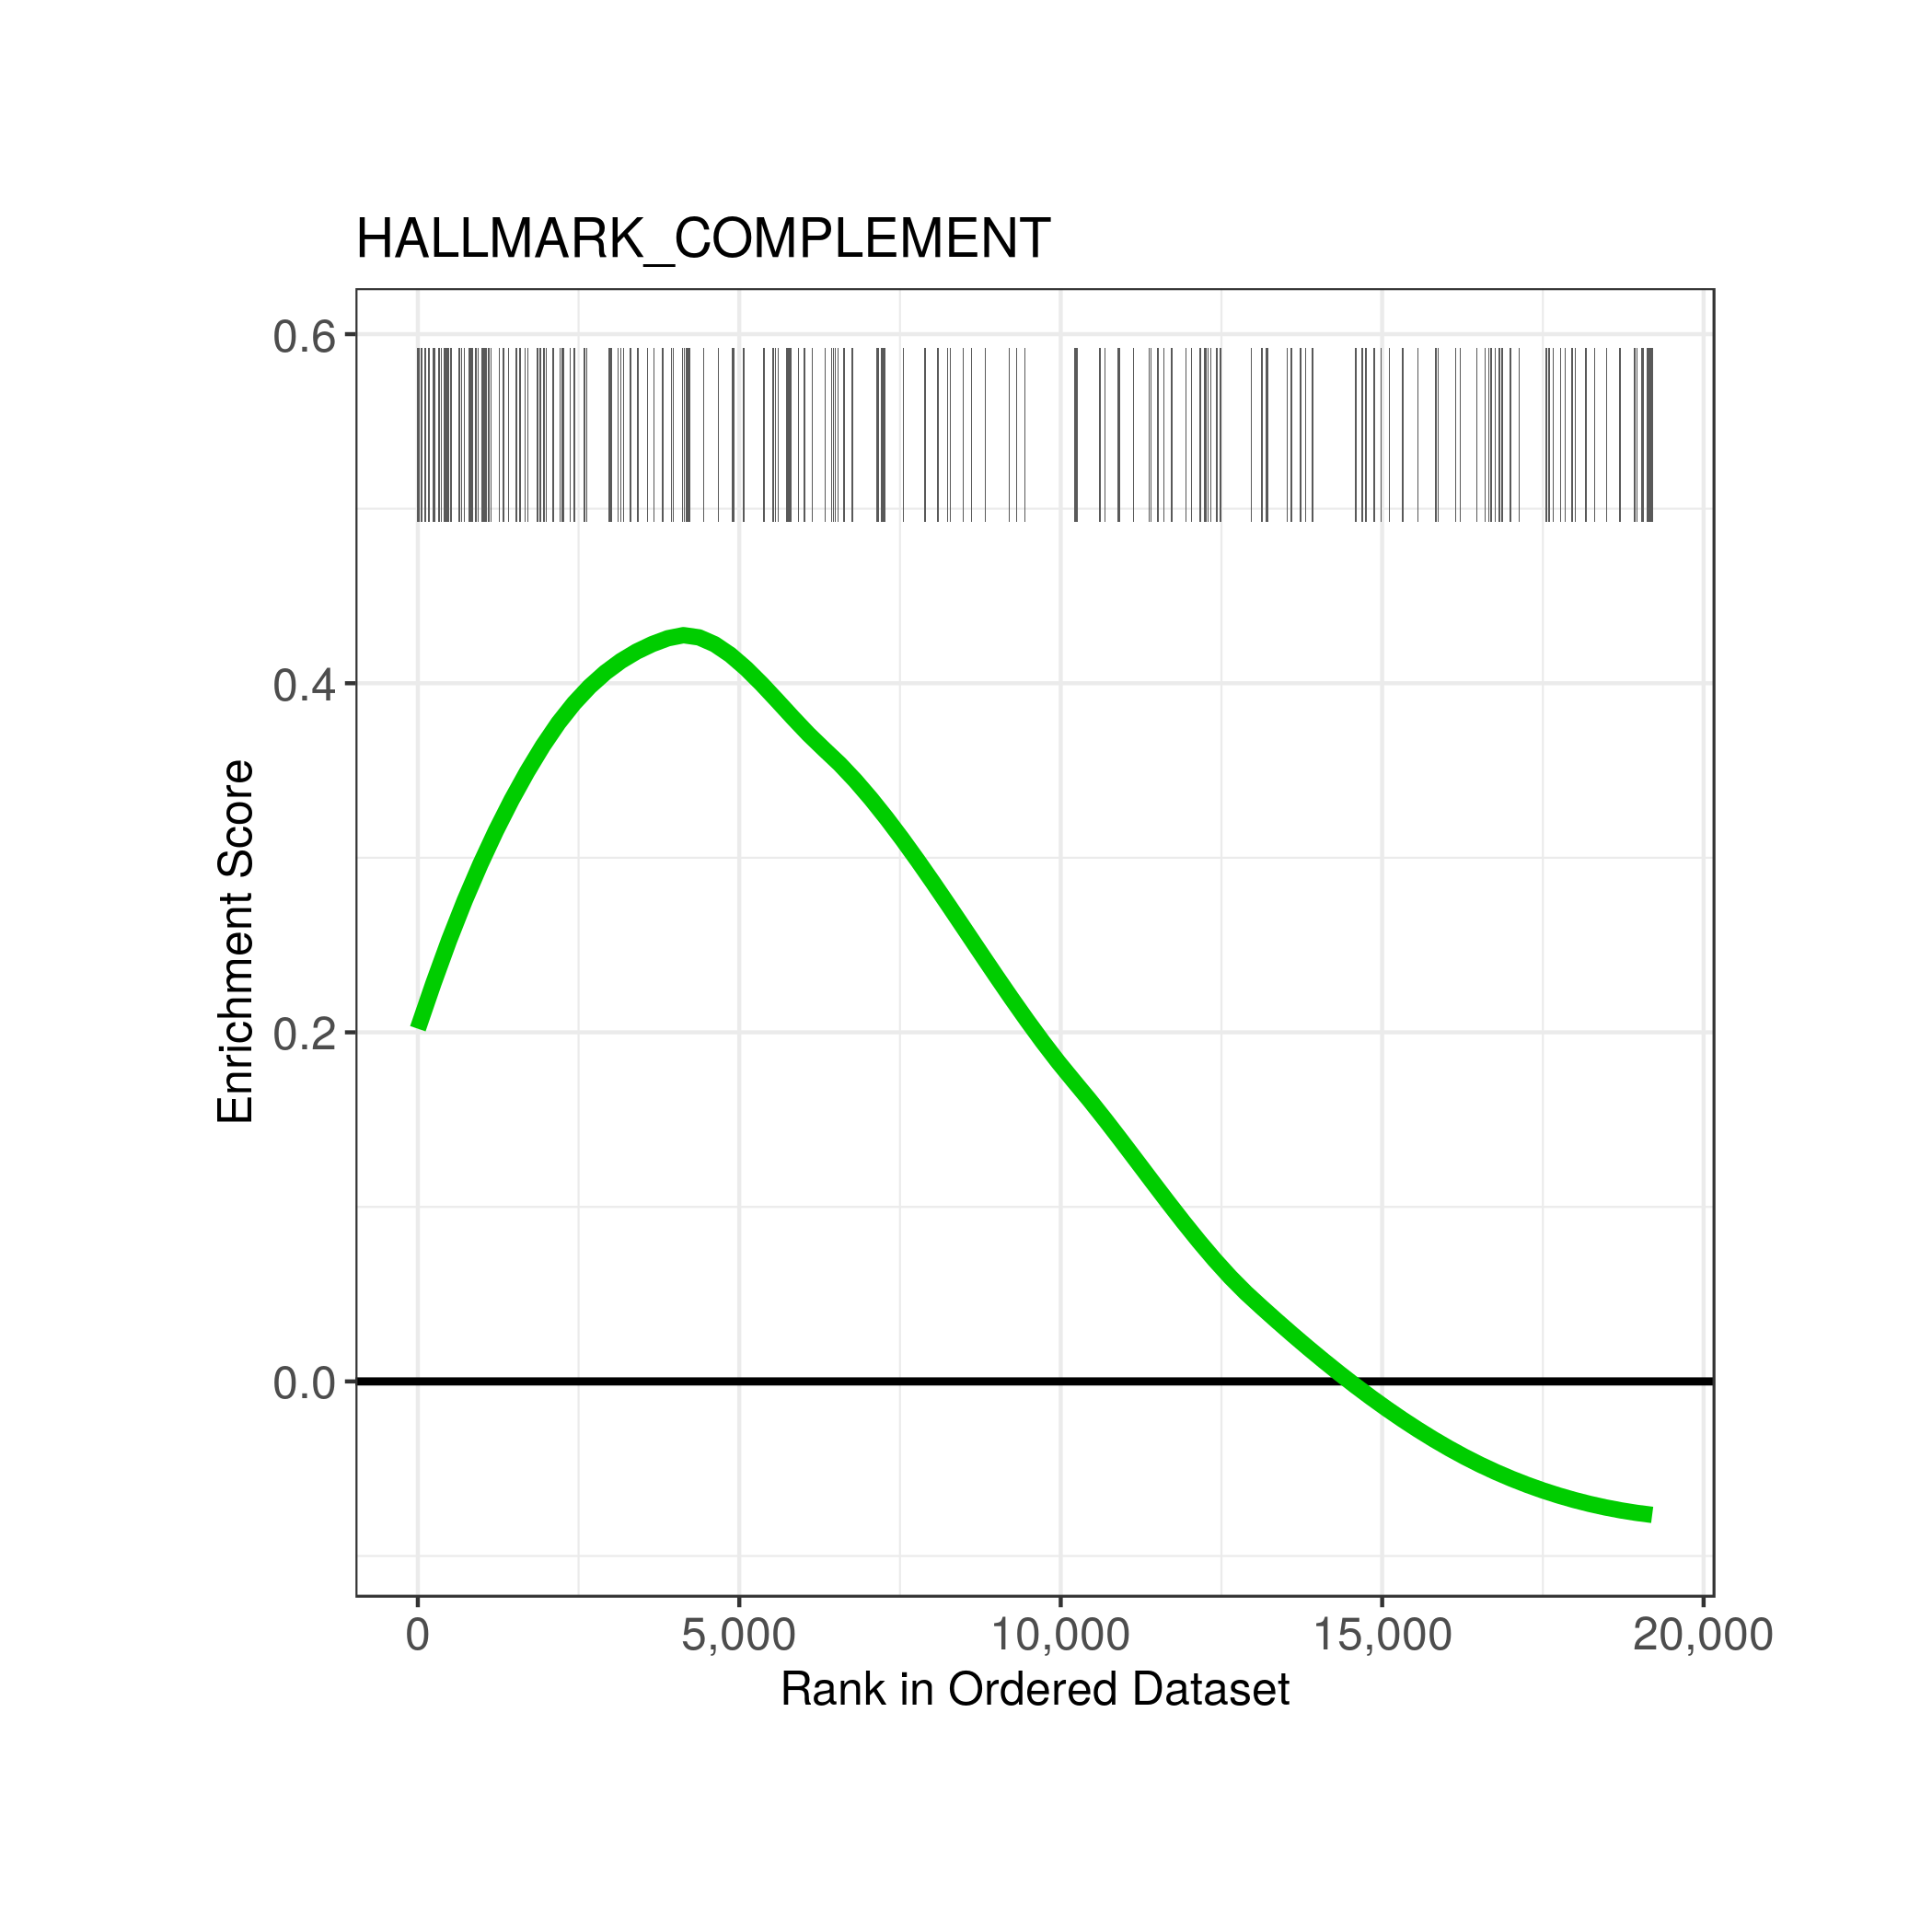 HALLMARK_COMPLEMENT
0.6
0.4
0.2
0.0
Enrichment Score
0 5,000 10,000 15,000 20,000
Rank in Ordered Dataset